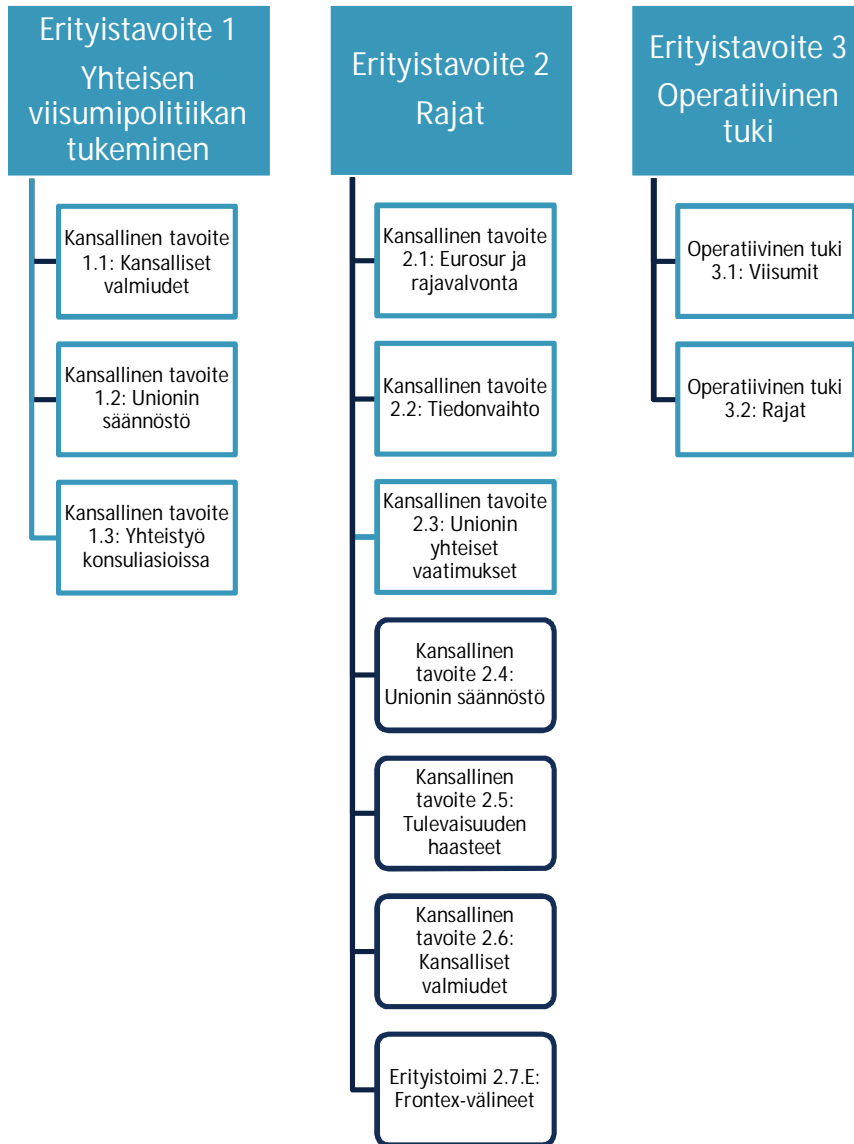 Erityistavoite 1
Yhteisen
viisumipolitiikan
tukeminen
Kansallinen tavoite
1.1: Kansalliset
valmiudet
Kansallinen tavoite
1.2: Unionin
säännöstö
Kansallinen tavoite
1.3: Yhteistyö
konsuliasioissa
Erityistavoite 2
Rajat
Kansallinen tavoite
2.1: Eurosur ja
rajavalvonta
Kansallinen tavoite
2.2: Tiedonvaihto
Kansallinen tavoite
2.3: Unionin
yhteiset
vaatimukset
Kansallinen
tavoite 2.4:
Unionin säännöstö
Kansallinen
tavoite 2.5:
Tulevaisuuden
haasteet
Kansallinen
tavoite 2.6:
Kansalliset
valmiudet
Erityistoimi 2.7.E:
Frontex-välineet
Erityistavoite 3
Operatiivinen
tuki
Operatiivinen tuki
3.1: Viisumit
Operatiivinen tuki
3.2: Rajat